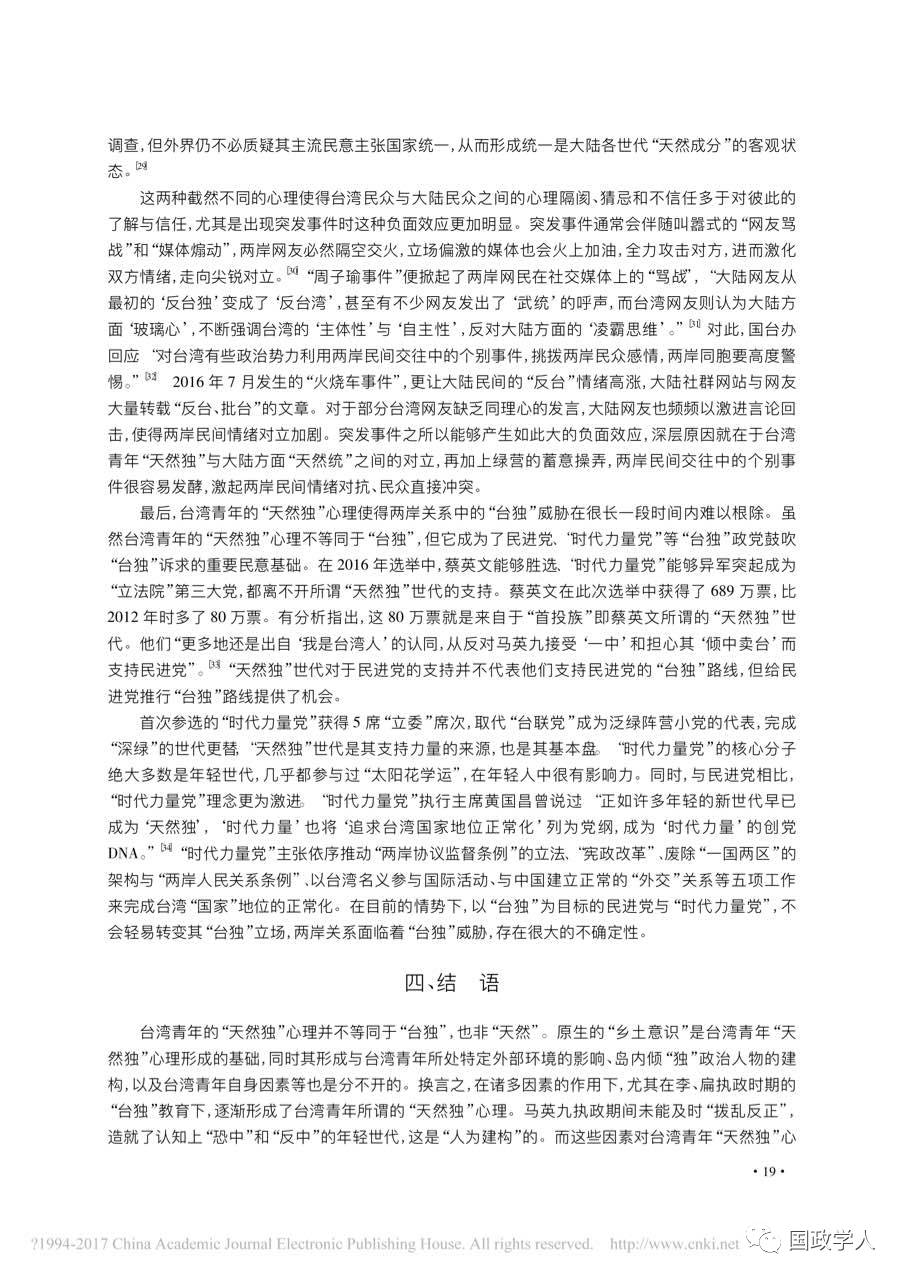 调查,但外界仍不必质疑其主流民意主张国家统一,从而形成统一是大陆各世代“天然成分”的客观状
态。[29]
这两种截然不同的心理使得台湾民众与大陆民众之间的心理隔阂、猜忌和不信任多于对彼此的
了解与信任,尤其是出现突发事件时这种负面效应更加明显。突发事件通常会伴随叫嚣式的“网友骂
战”和“媒体煽动”,两岸网友必然隔空交火,立场偏激的媒体也会火上加油,全力攻击对方,进而激化
双方情绪,走向尖锐对立。[30]“周子瑜事件”便掀起了两岸网民在社交媒体上的“骂战”,“大陆网友从
最初的‘反台独’变成了‘反台湾’,甚至有不少网友发出了‘武统’的呼声,而台湾网友则认为大陆方
面‘玻璃心’,不断强调台湾的‘主体性’与‘自主性’,反对大陆方面的‘凌霸思维’。”[31]对此,国台办
回应“对台湾有些政治势力利用两岸民间交往中的个别事件,挑拨两岸民众感情,两岸同胞要高度警
惕。”[32] 2016年7月发生的“火烧车事件”,更让大陆民间的“反台”情绪高涨,大陆社群网站与网友
大量转载“反台、批台”的文章。对于部分台湾网友缺乏同理心的发言,大陆网友也频频以激进言论回
击,使得两岸民间情绪对立加剧。突发事件之所以能够产生如此大的负面效应,深层原因就在于台湾
青年“天然独”与大陆方面“天然统”之间的对立,再加上绿营的蓄意操弄,两岸民间交往中的个别事
件很容易发酵,激起两岸民间情绪对抗、民众直接冲突。
最后,台湾青年的“天然独”心理使得两岸关系中的“台独”威胁在很长一段时间内难以根除。虽
然台湾青年的“天然独”心理不等同于“台独”,但它成为了民进党、“时代力量党”等“台独”政党鼓吹
“台独”诉求的重要民意基础。在2016年选举中,蔡英文能够胜选、“时代力量党”能够异军突起成为
“立法院”第三大党,都离不开所谓“天然独”世代的支持。蔡英文在此次选举中获得了689万票,比
2012年时多了80万票。有分析指出,这80万票就是来自于“首投族”即蔡英文所谓的“天然独”世
代。他们“更多地还是出自‘我是台湾人’的认同,从反对马英九接受‘一中’和担心其‘倾中卖台’而
支持民进党”。[33]“天然独”世代对于民进党的支持并不代表他们支持民进党的“台独”路线,但给民
进党推行“台独”路线提供了机会。
首次参选的“时代力量党”获得5席“立委”席次,取代“台联党”成为泛绿阵营小党的代表,完成
“深绿”的世代更替,“天然独”世代是其支持力量的来源,也是其基本盘。“时代力量党”的核心分子
绝大多数是年轻世代,几乎都参与过“太阳花学运”,在年轻人中很有影响力。同时,与民进党相比,
“时代力量党”理念更为激进。“时代力量党”执行主席黄国昌曾说过“正如许多年轻的新世代早已
成为‘天然独’,‘时代力量’也将‘追求台湾国家地位正常化’列为党纲,成为‘时代力量’的创党
DNA。”[34]“时代力量党”主张依序推动“两岸协议监督条例”的立法、“宪政改革”、废除“一国两区”的
架构与“两岸人民关系条例”、以台湾名义参与国际活动、与中国建立正常的“外交”关系等五项工作
来完成台湾“国家”地位的正常化。在目前的情势下,以“台独”为目标的民进党与“时代力量党”,不
会轻易转变其“台独”立场,两岸关系面临着“台独”威胁,存在很大的不确定性。
四、结 语
台湾青年的“天然独”心理并不等同于“台独”,也非“天然”。原生的“乡土意识”是台湾青年“天
然独”心理形成的基础,同时其形成与台湾青年所处特定外部环境的影响、岛内倾“独”政治人物的建
构,以及台湾青年自身因素等也是分不开的。换言之,在诸多因素的作用下,尤其在李、扁执政时期的
“台独”教育下,逐渐形成了台湾青年所谓的“天然独”心理。马英九执政期间未能及时“拨乱反正”,
造就了认知上“恐中”和“反中”的年轻世代,这是“人为建构”的。而这些因素对台湾青年“天然独”心
·19·
?1994-2017 China Academic Journal Electronic Publishing House. All rights reserved. http://www.cnki.net
国政学人